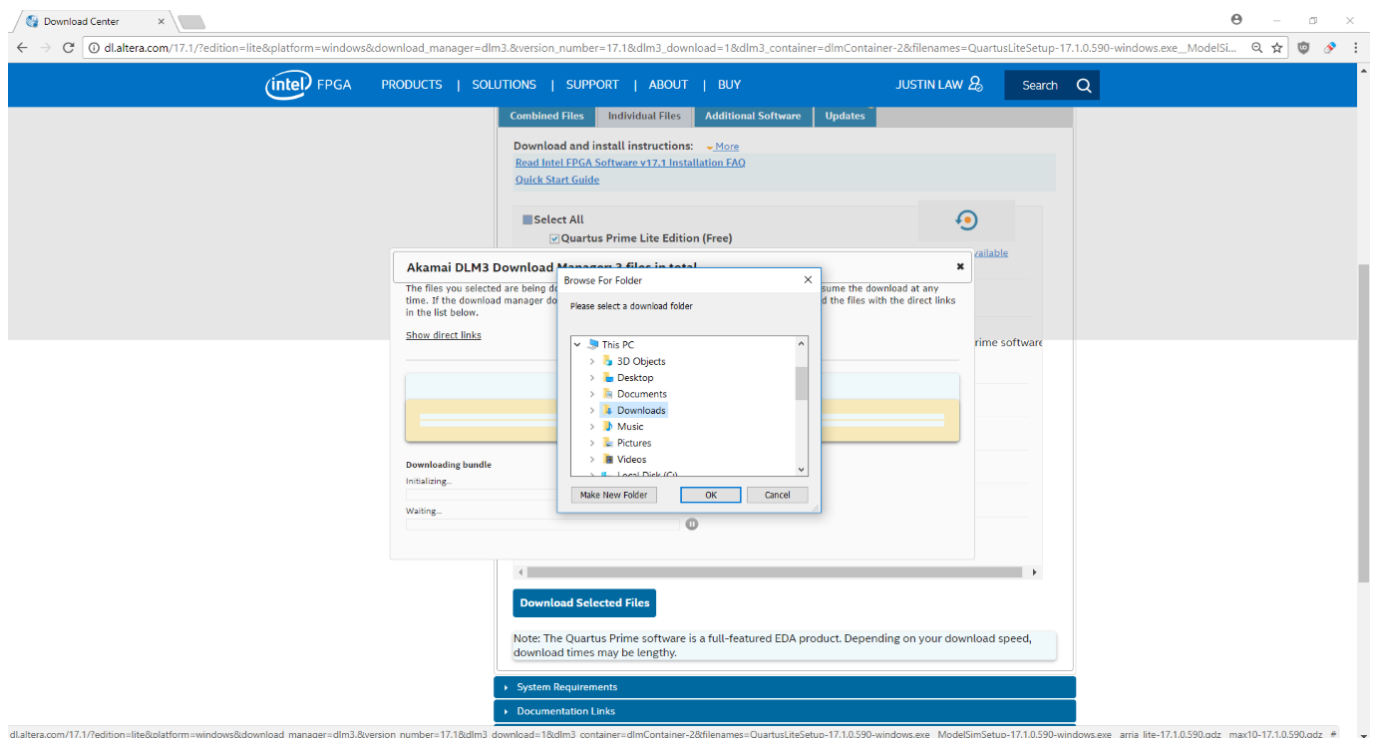 Download Center
dl.altera.com/17.1/?edition=lite&platform=windows&download_manager=dlm3.&version_number=17.1&dlm3_download=1&dlm3_container=dlmContainer-2&filenames=QuartusLiteSetup-17.1.0.590-windows.exe__ModelSi...
intel FPGA PRODUCTS | SOLUTIONS | SUPPORT | ABOUT | BUY JUSTIN LAW Search
Combined Files Individual Files Additional Software Updates
Download and install instructions: More
Read Intel FPGA Software v17.1 Installation FAQ
Quick Start Guide
Select All
Quartus Prime Lite Edition (Free)
Akamai DLM3 Download Manager: 3 files in total
The files you selected are being do
sume the download at any
time. If the download manager do
d the files with the direct links
in the list below.
Show direct links
Downloading bundle
Initializing...
Waiting...
Browse For Folder
Please select a download folder
This PC
3D Objects
Desktop
Documents
Downloads
Music
Pictures
Videos
Local Disk (C:)
Make New Folder OK Cancel
vailable
rime software
Download Selected Files
Note: The Quartus Prime software is a full-featured EDA product. Depending on your download speed,
download times may be lengthy.
System Requirements
Documentation Links
dl.altera.com/17.1/?edition=lite&platform=windows&download_manager=dlm3.&version_number=17.1&dlm3_download=1&dlm3_container=dlmContainer-2&filenames=QuartusLiteSetup-17.1.0.590-windows.exe__ModelSimSetup-17.1.0.590-windows.exe__arria_lite-17.1.0.590.qdz__max10-17.1.0.590.qdz__#